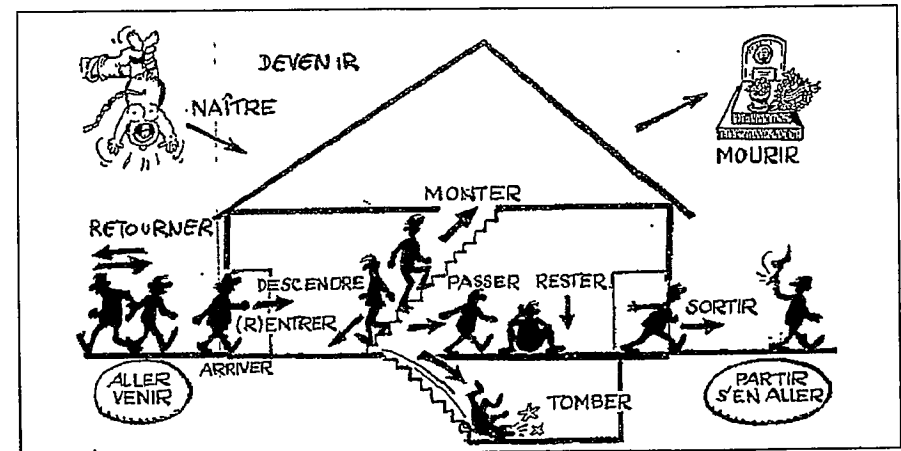 DEVENIR
NAÎTRE
MOURIR
MONTER
RETOURNER
DESCENDRE
PASSER RESTER
(R)ENTRER
SORTIR
ARRIVER
ALLER
VENIR
TOMBER
PARTIR
S'EN ALLER